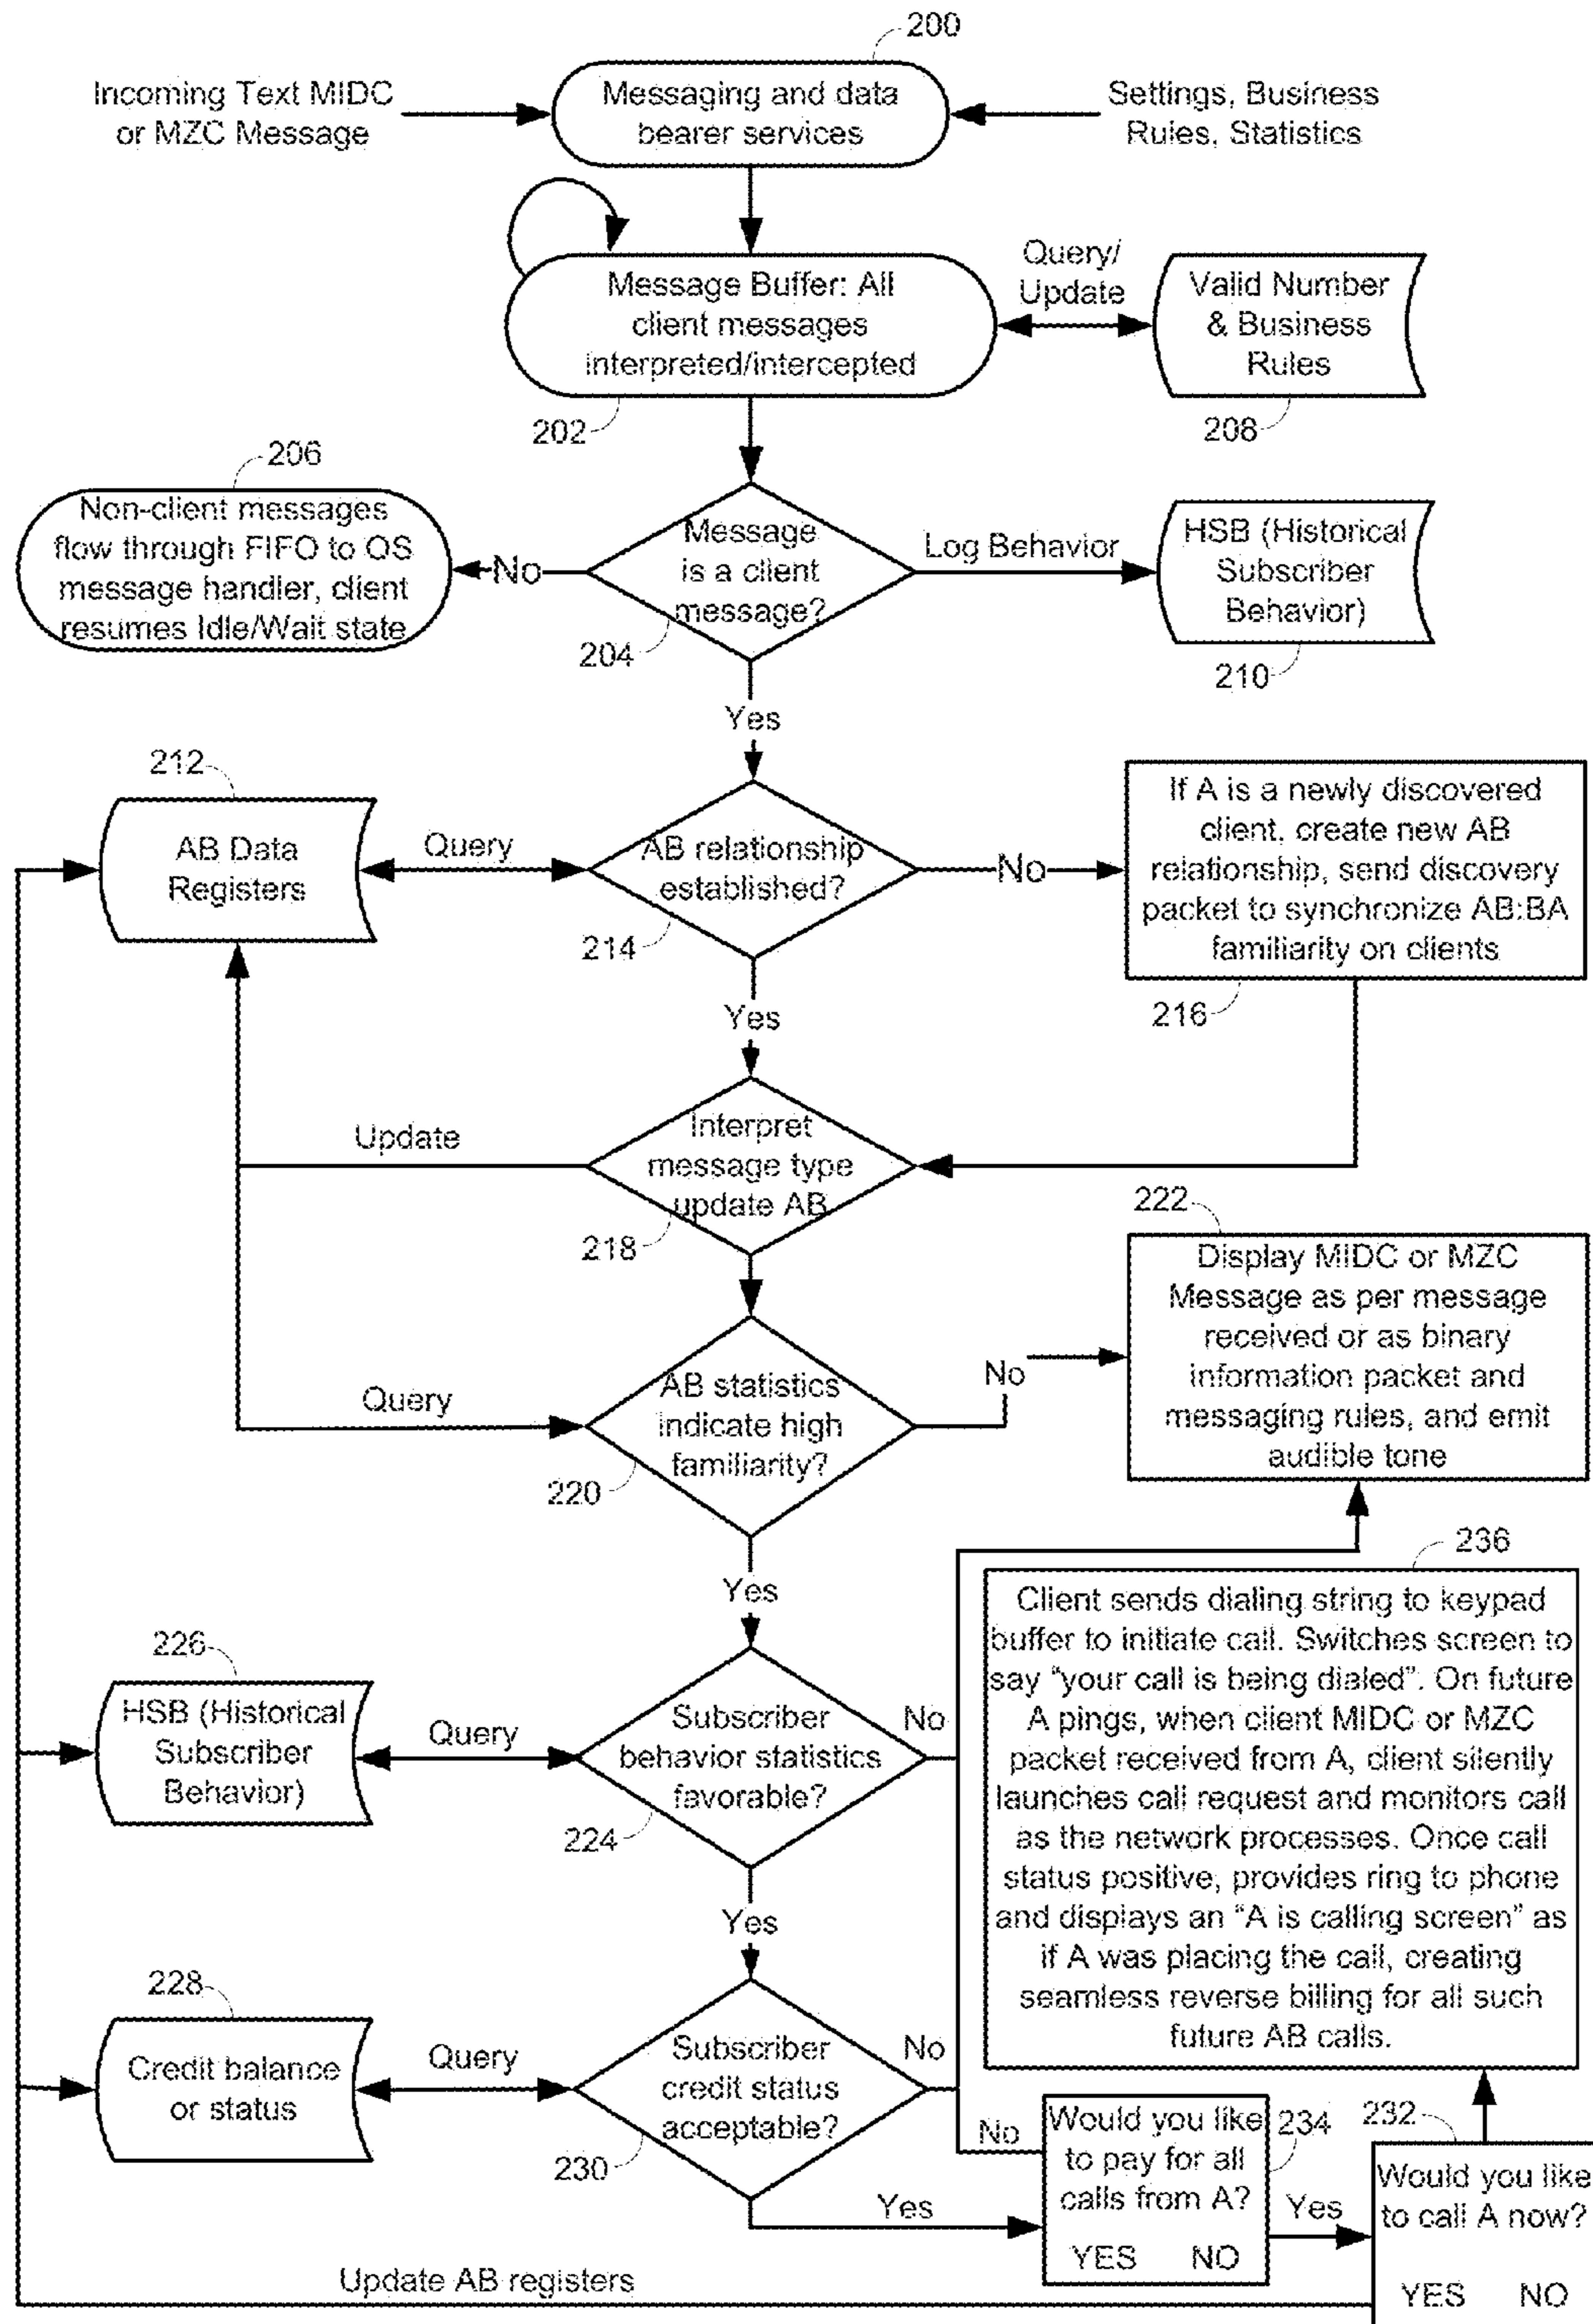 200
Incoming Text MIDC
or MZC Message
Messaging and data
bearer services
Settings, Business
Rules, Statistics
Message Buffer: All
client messages
interpreted/intercepted
Query/
Update
Valid Number
& Business
Rules
202
208
206
Non-client messages
flow through FIFO to OS
message handler, client
resumes Idle/Wait state
No
Message
is a client
message?
Log Behavior
HSB (Historical
Subscriber
Behavior)
204
210
Yes
212
AB Data
Registers
Query
AB relationship
established?
No
If A is a newly discovered
client, create new AB
relationship, send discovery
packet to synchronize AB:BA
familiarity on clients
214
216
Yes
Update
Interpret
message type
update AB
218
222
Display MIDC or MZC
Message as per message
received or as binary
information packet and
messaging rules, and emit
audible tone
Query
AB statistics
indicate high
familiarity?
No
220
Yes
236
Client sends dialing string to keypad
buffer to initiate call. Switches screen to
say “your call is being dialed”. On future
A pings, when client MIDC or MZC
packet received from A, client silently
launches call request and monitors call
as the network processes. Once call
status positive, provides ring to phone
and displays an “A is calling screen” as
if A was placing the call, creating
seamless reverse billing for all such
future AB calls.
226
HSB (Historical
Subscriber
Behavior)
Query
Subscriber
behavior statistics
favorable?
No
224
Yes
228
Credit balance
or status
Query
Subscriber
credit status
acceptable?
No
230
Yes
No
Would you like
to pay for all
calls from A?
YES NO
234
Yes
232
Would you like
to call A now?
YES NO
Update AB registers